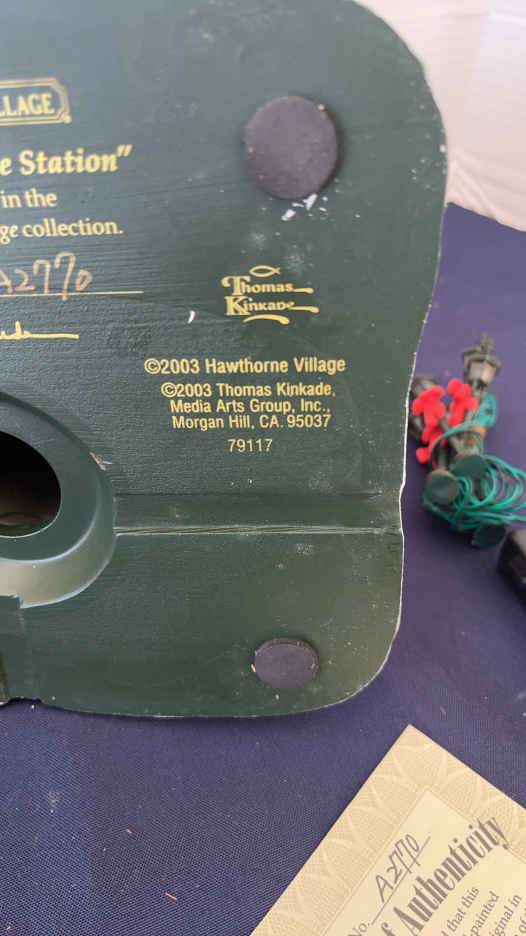 LLAGE
e Station"
in the
ge collection.
A2770
Thomas
Kinkade
©2003 Hawthorne Village
©2003 Thomas Kinkade,
Media Arts Group, Inc.,
Morgan Hill, CA. 95037
79117
No. A2770
f Authenticity
d that this
painted
iginal in